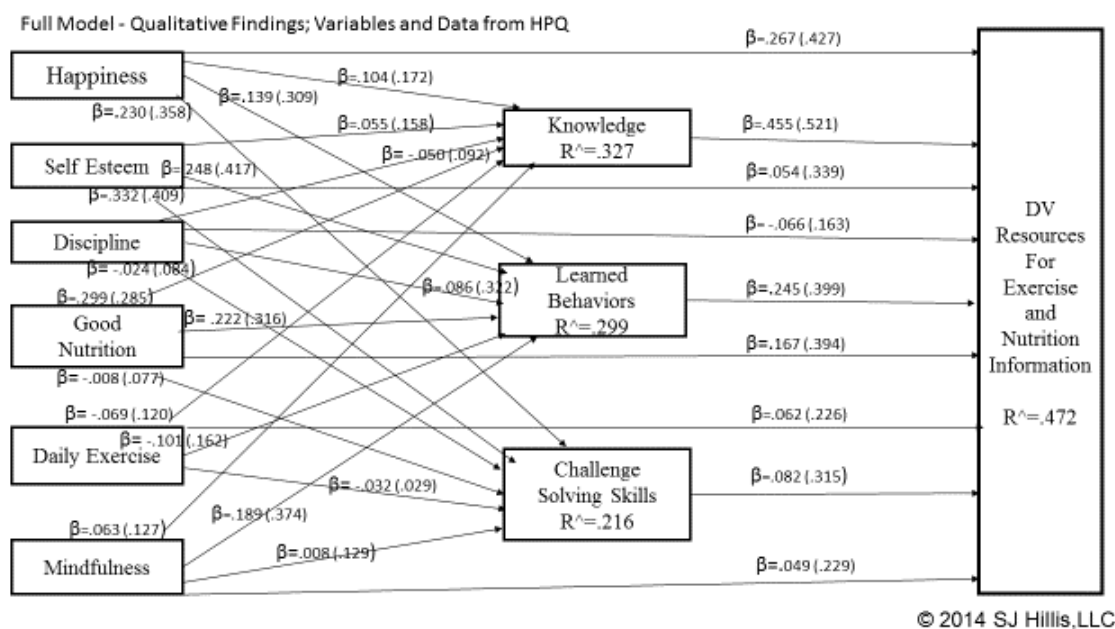 Full Model - Qualitative Findings; Variables and Data from HPQ
Happiness
Self Esteem
Discipline
Good
Nutrition
Daily Exercise
Mindfulness
Knowledge
R^=.327
Learned
Behaviors
R^=.299
Challenge
Solving Skills
R^=.216
DV
Resources
For
Exercise
and
Nutrition
Information
R^=.472
β=.267 (.427)
β=.104 (.172)
β=.139 (.309)
β=.230 (.358)
β=.055 (.158)
β= -.050 (.092)
β=.248 (.417)
β=.332 (.409)
β= -.024 (.084)
β=.299 (.285)
β=.086 (.322)
β= .222 (.316)
β= -.008 (.077)
β= -.069 (.120)
β= -.101 (.162)
β= -.032 (.029)
β=.189 (.374)
β=.063 (.127)
β=.008 (.129)
β=.455 (.521)
β=.054 (.339)
β= -.066 (.163)
β=.245 (.399)
β=.167 (.394)
β=.062 (.226)
β=.082 (.315)
β=.049 (.229)
© 2014 SJ Hillis,LLC